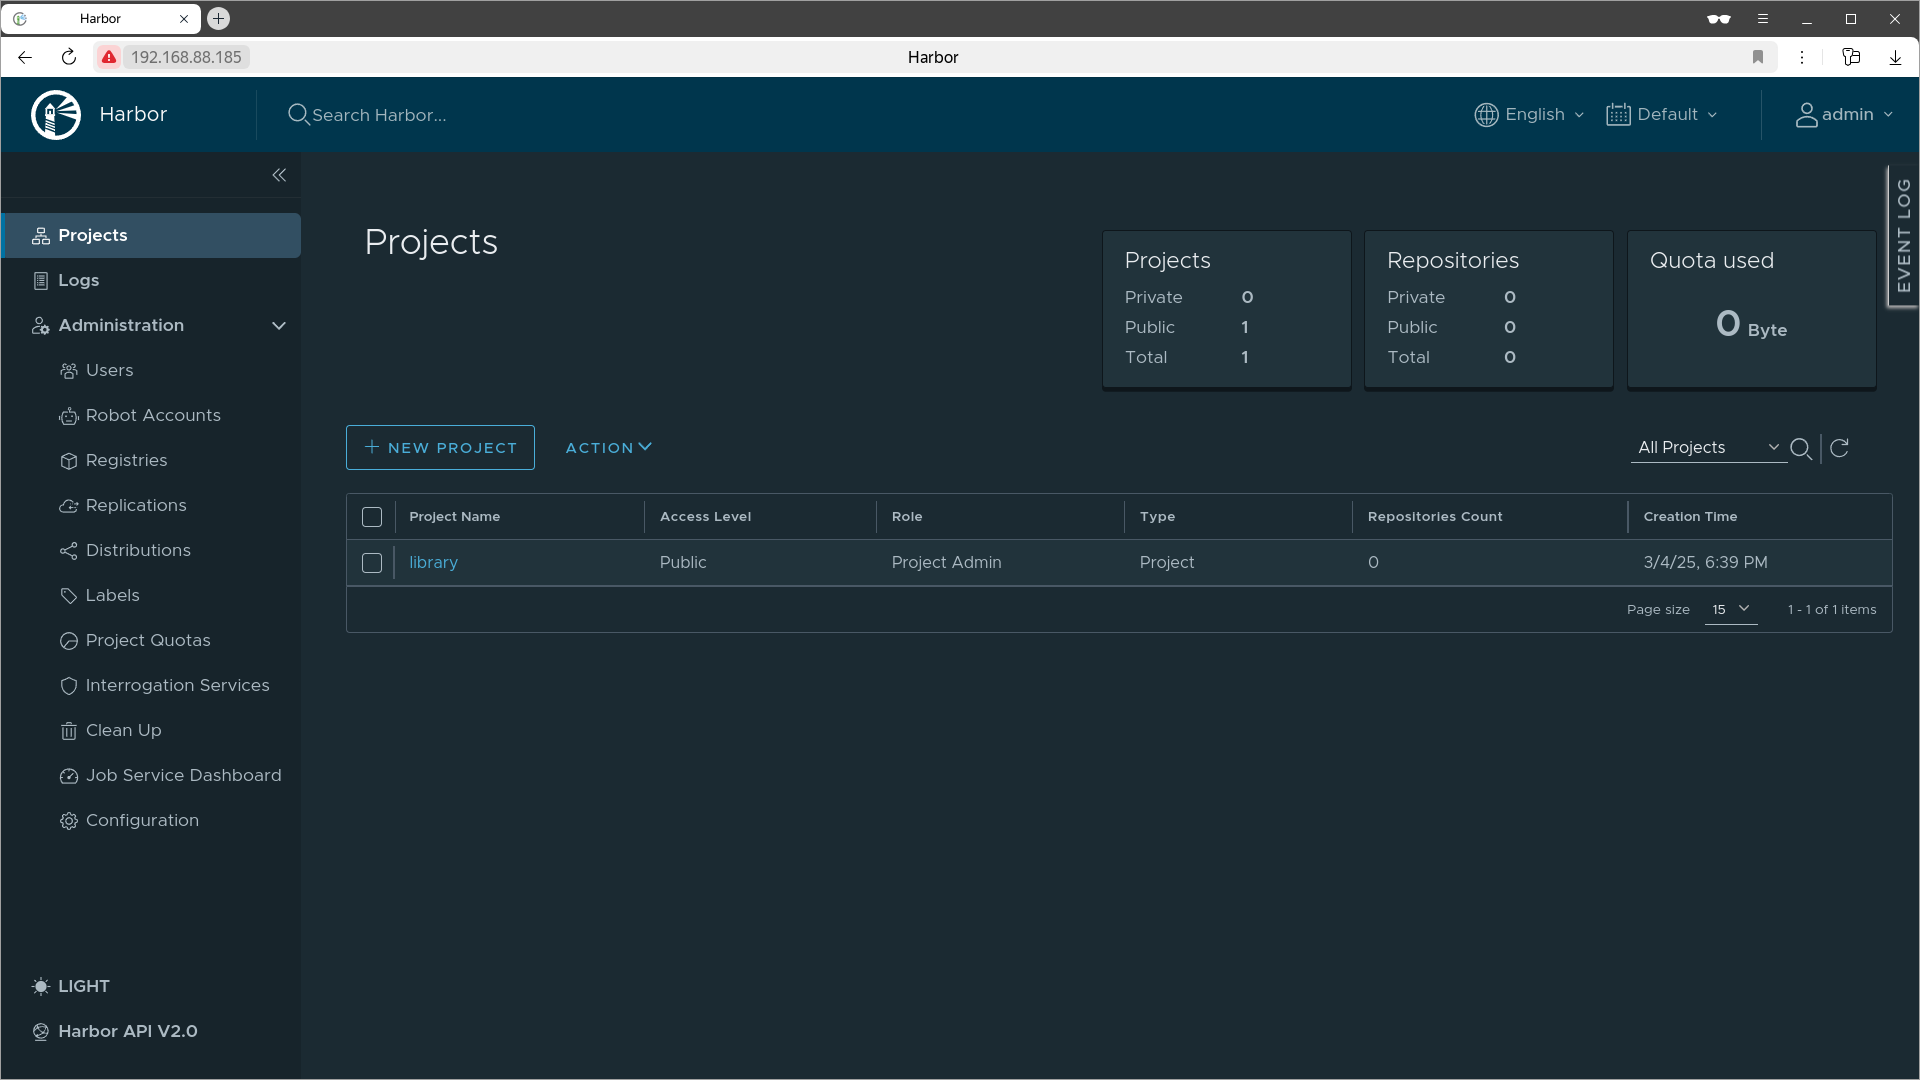 Harbor
192.168.88.185
Harbor
Harbor
Search Harbor...
English
Default
admin
EVENT LOG
Projects
Logs
Administration
Users
Robot Accounts
Registries
Replications
Distributions
Labels
Project Quotas
Interrogation Services
Clean Up
Job Service Dashboard
Configuration
LIGHT
Harbor API V2.0
Projects
Projects
Private 0
Public 1
Total 1
Repositories
Private 0
Public 0
Total 0
Quota used
0 Byte
NEW PROJECT
ACTION
All Projects
Project Name Access Level Role Type Repositories Count Creation Time
library Public Project Admin Project 0 3/4/25, 6:39 PM
Page size 15 1 - 1 of 1 items